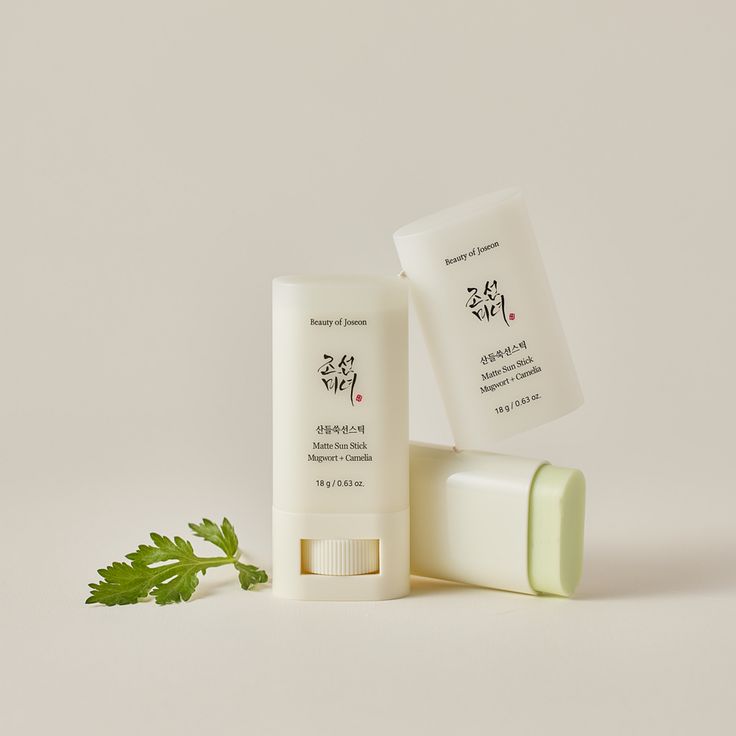 Beauty of Joseon
조선
미녀
산들쑥선스틱
Matte Sun Stick
Mugwort + Camelia
18 g / 0.63 oz.
Beauty of Joseon
조선
미녀
산들쑥선스틱
Matte Sun Stick
Mugwort + Camelia
18 g / 0.63 oz.